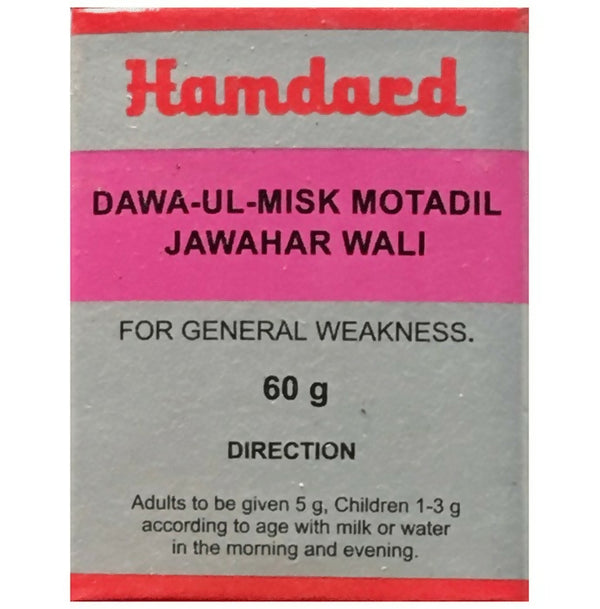 Hamdard
DAWA-UL-MISK MOTADIL
JAWAHAR WALI
FOR GENERAL WEAKNESS.
60 g
DIRECTION
Adults to be given 5 g, Children 1-3 g
according to age with milk or water
in the morning and evening.